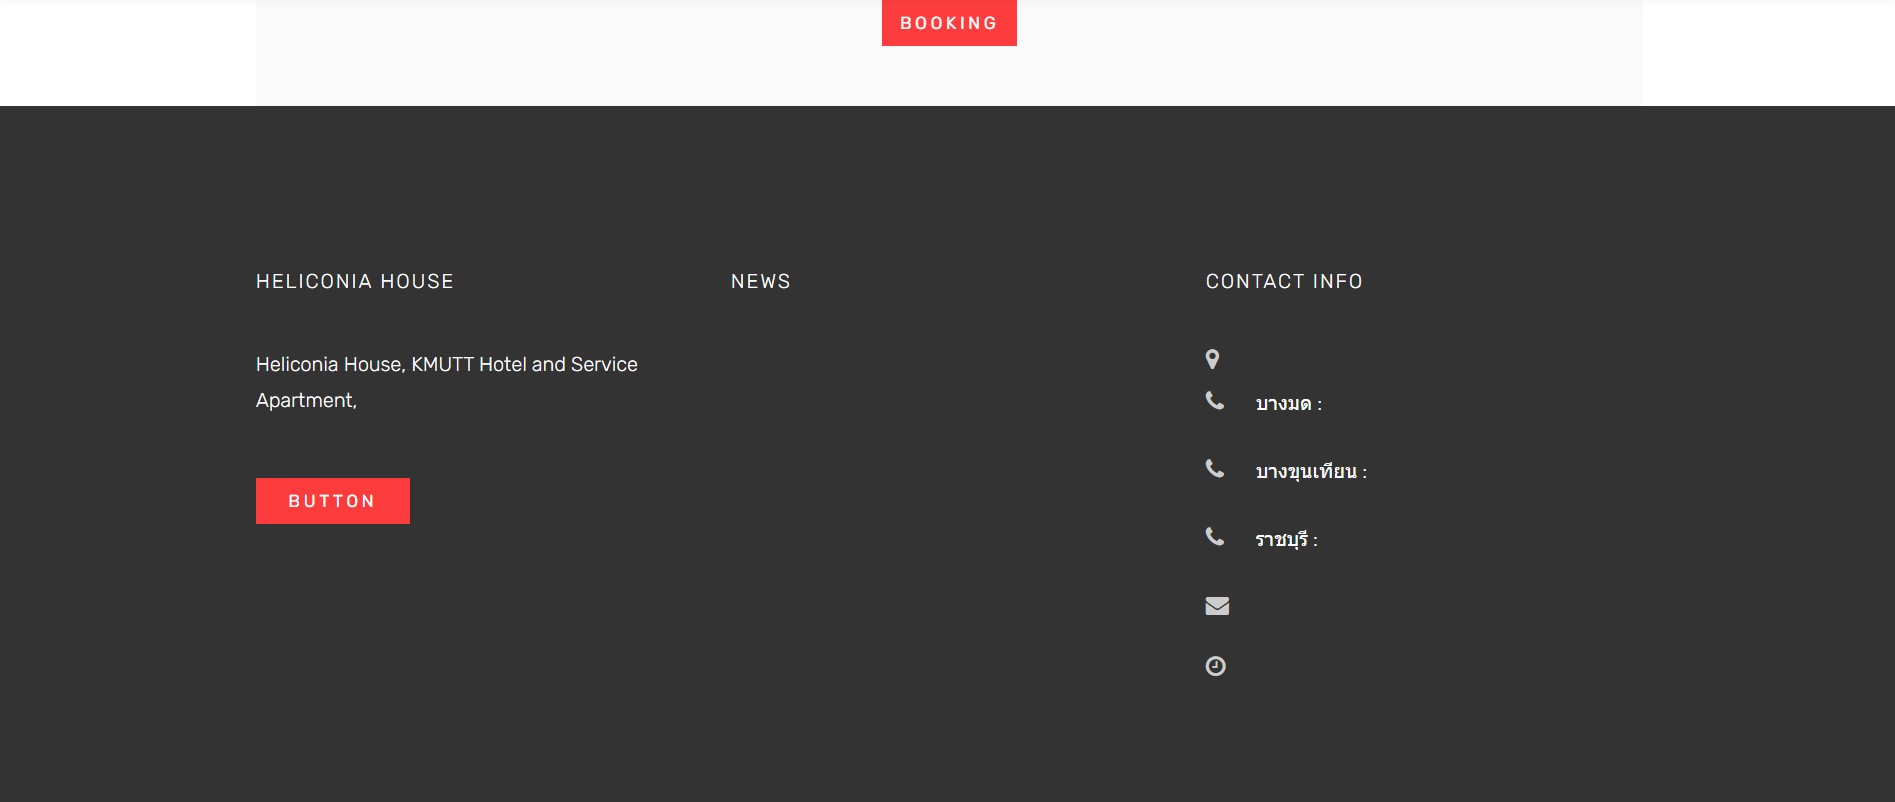 BOOKING
HELICONIA HOUSE
Heliconia House, KMUTT Hotel and Service
Apartment,
BUTTON
NEWS
CONTACT INFO
บางมด :
บางขุนเทียน :
ราชบุรี :